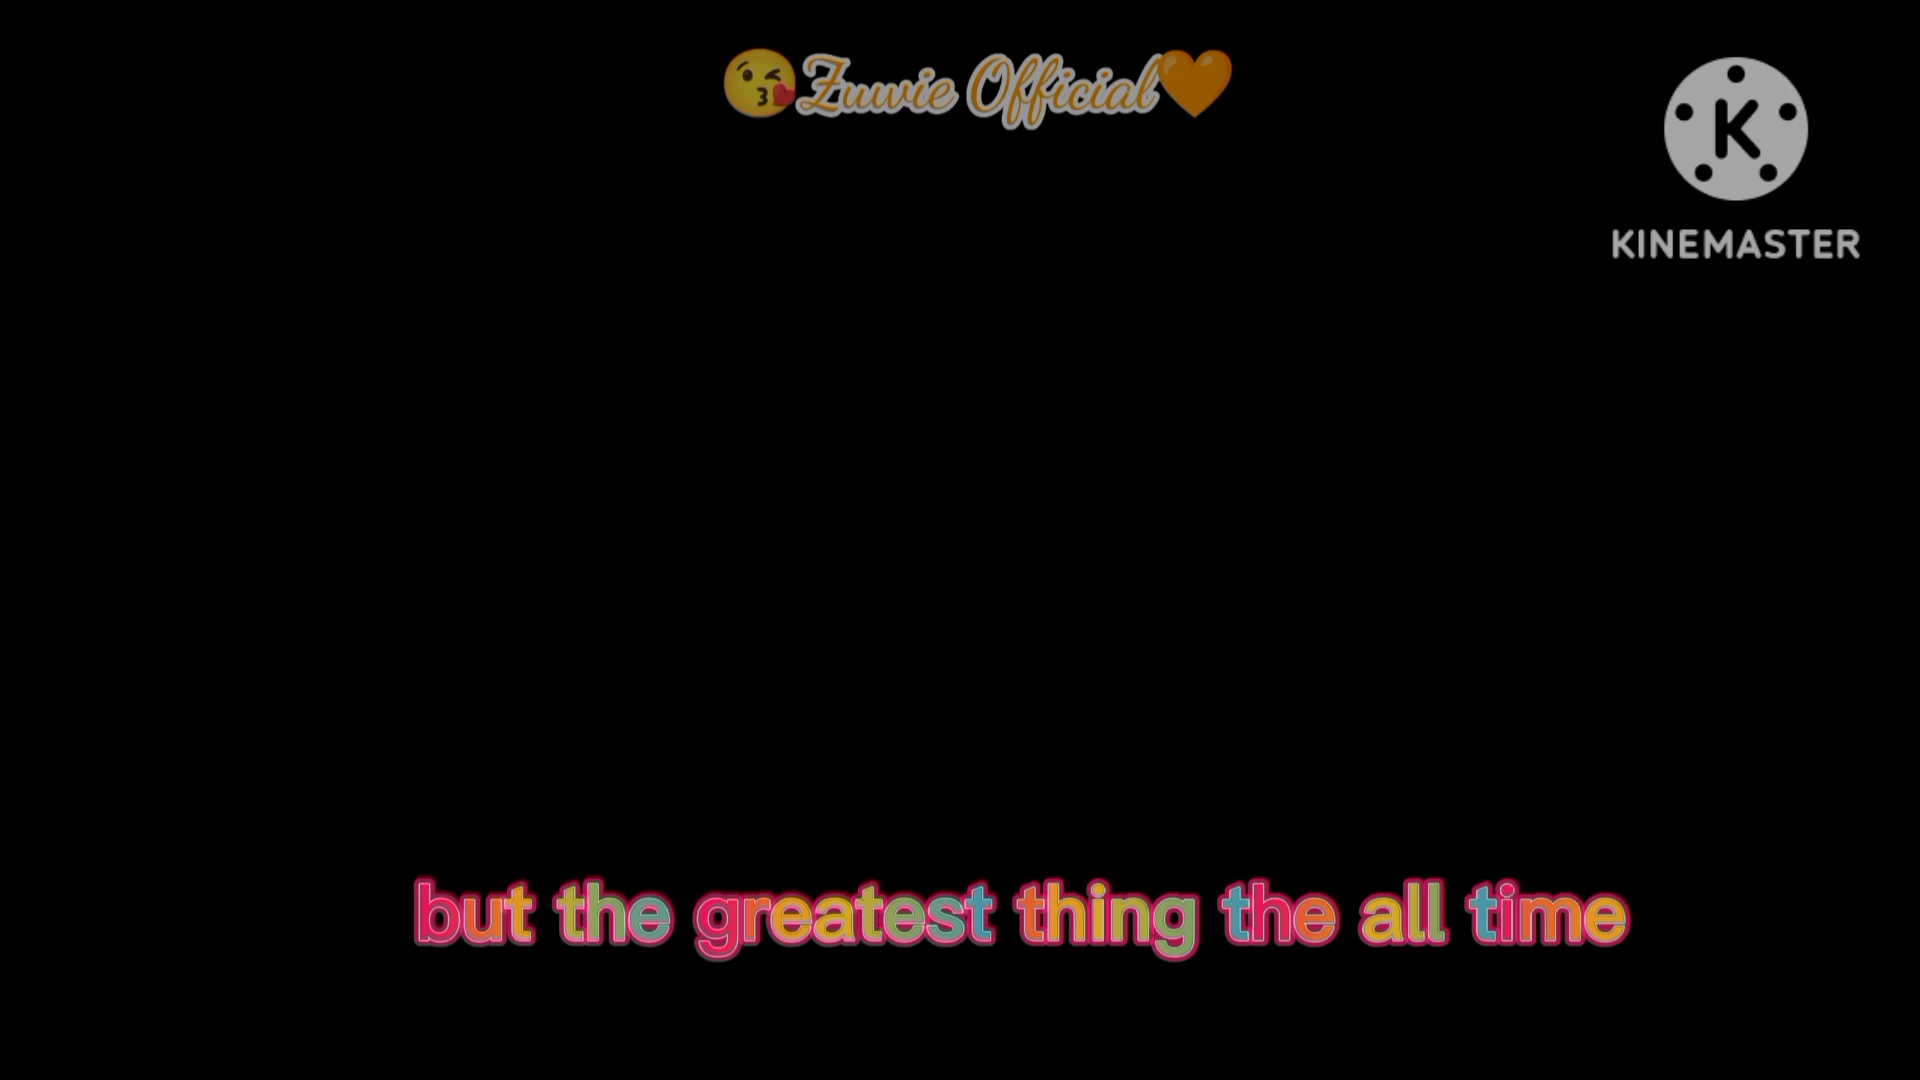 😘Zuwie Official🧡
K
KINEMASTER
but the greatest thing the all time